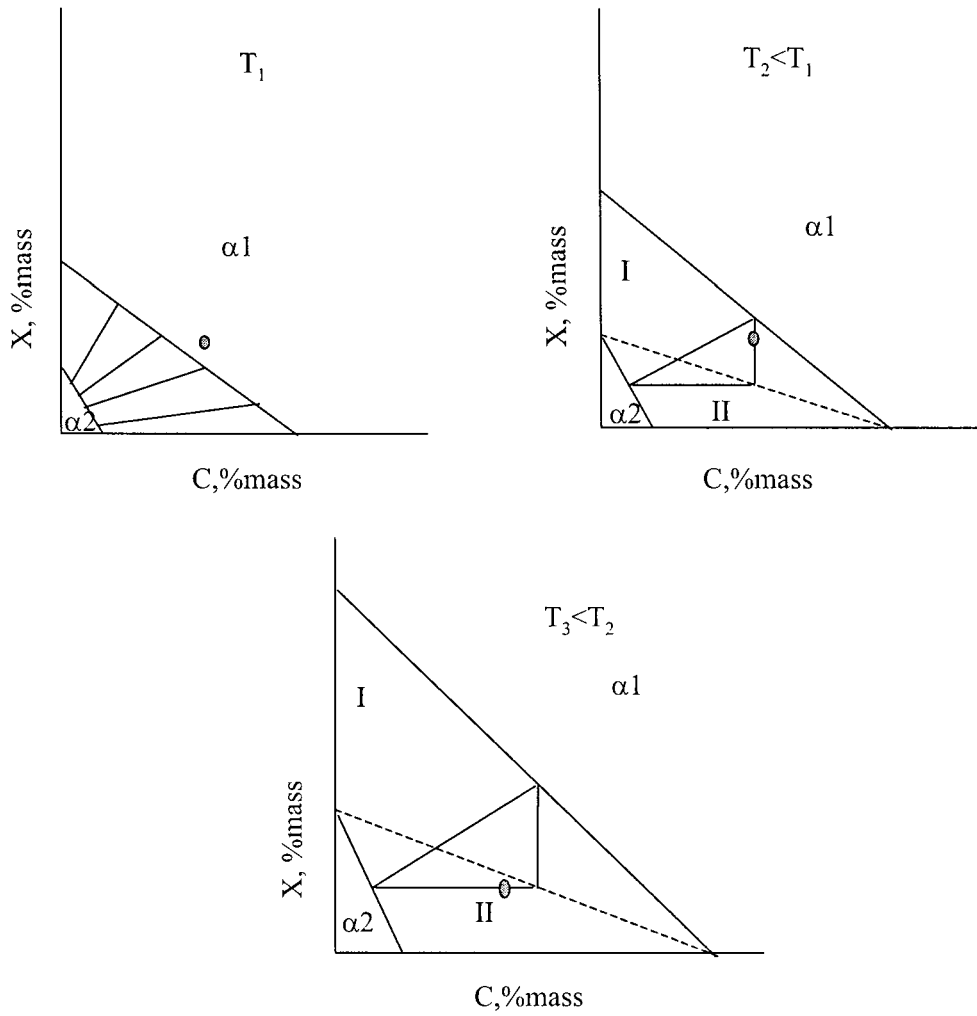 T₁
α1
X, %mass
α2
C,%mass
T₂<T₁
α1
I
X, %mass
α2
II
C,%mass
T₃<T₂
α1
I
X, %mass
α2
II
C,%mass